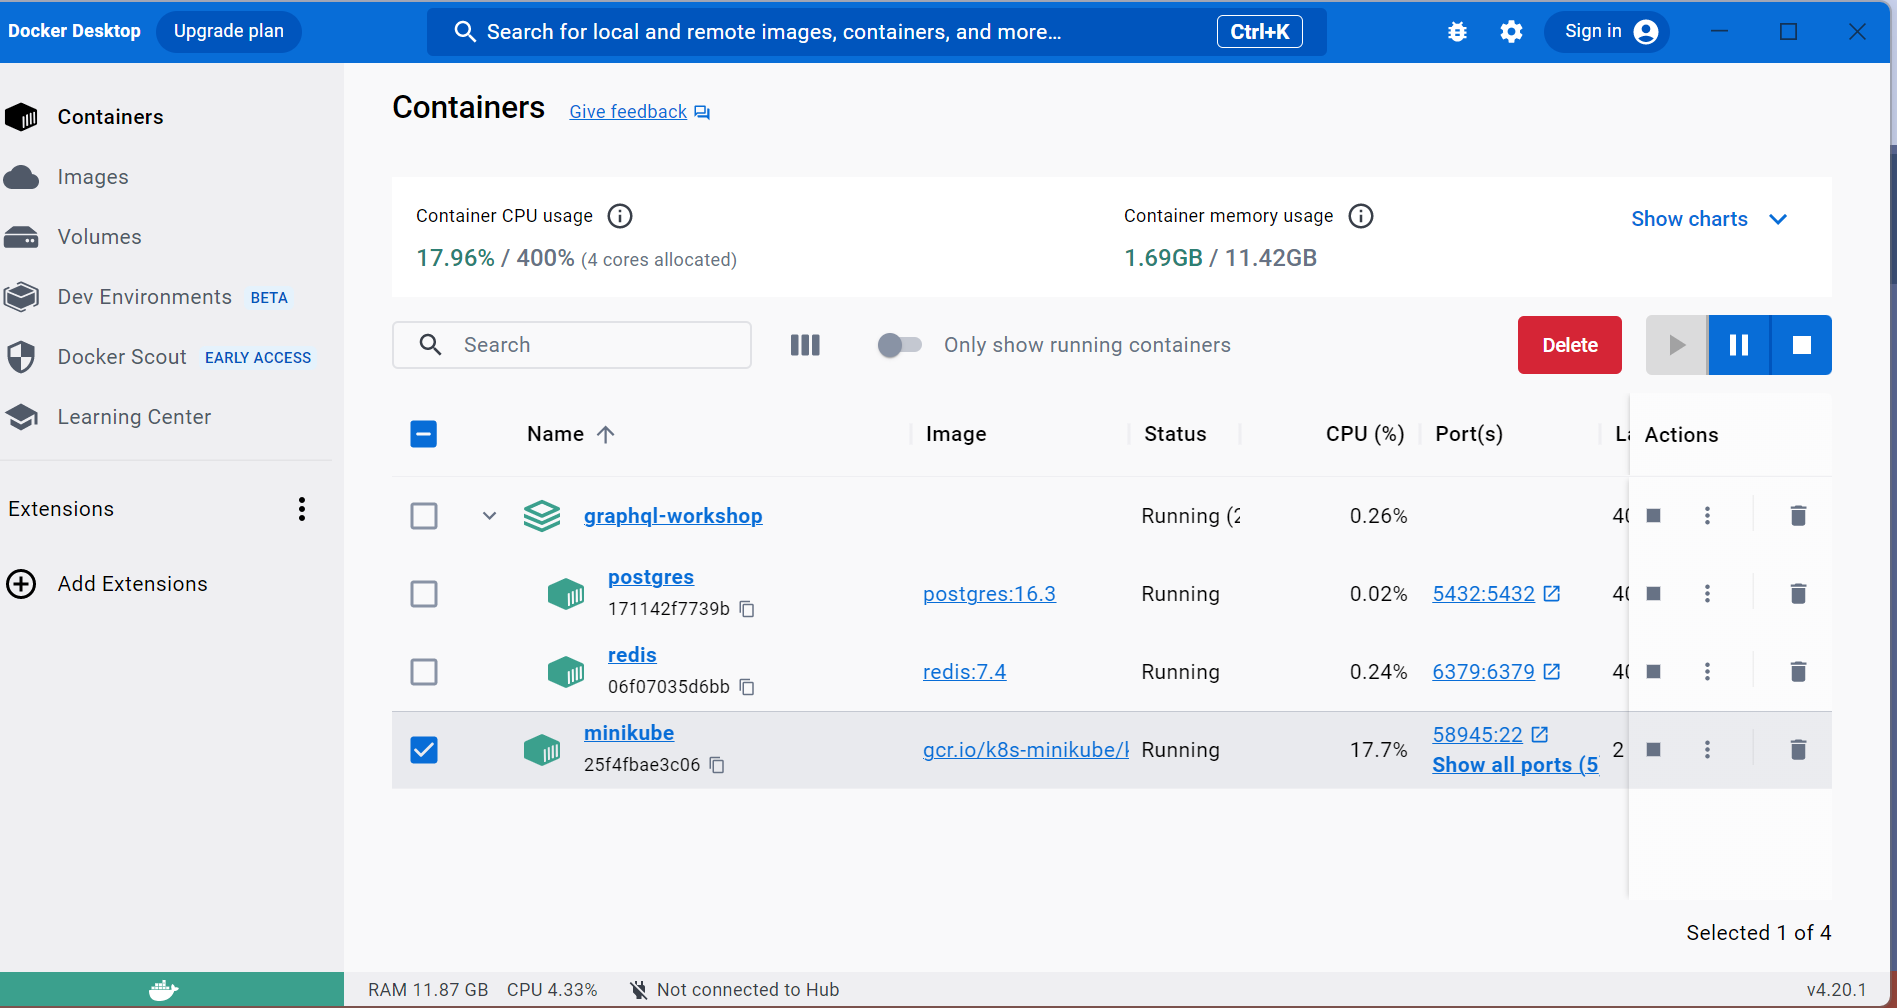 Docker Desktop Upgrade plan Search for local and remote images, containers, and more... Ctrl+K Sign in
Containers
Images
Volumes
Dev Environments BETA
Docker Scout EARLY ACCESS
Learning Center
Extensions
Add Extensions
Containers Give feedback
Container CPU usage
17.96% / 400% (4 cores allocated)
Container memory usage
1.69GB / 11.42GB
Show charts
Search Only show running containers Delete
Name Image Status CPU (%) Port(s) Actions
graphql-workshop Running (2 0.26%
postgres
171142f7739b postgres:16.3 Running 0.02% 5432:5432
redis
06f07035d6bb redis:7.4 Running 0.24% 6379:6379
minikube
25f4fbae3c06 gcr.io/k8s-minikube/ Running 17.7% 58945:22 2
Show all ports (5
Selected 1 of 4
RAM 11.87 GB CPU 4.33% Not connected to Hub v4.20.1